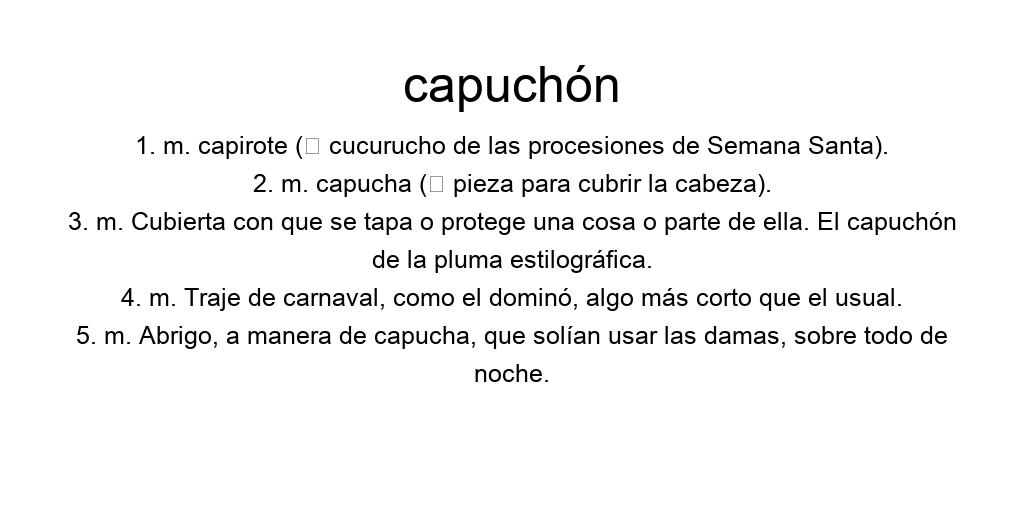 capuchón
1. m. capirote (▯ cucurucho de las procesiones de Semana Santa).
2. m. capucha (▯ pieza para cubrir la cabeza).
3. m. Cubierta con que se tapa o protege una cosa o parte de ella. El capuchón
de la pluma estilográfica.
4. m. Traje de carnaval, como el dominó, algo más corto que el usual.
5. m. Abrigo, a manera de capucha, que solían usar las damas, sobre todo de
noche.